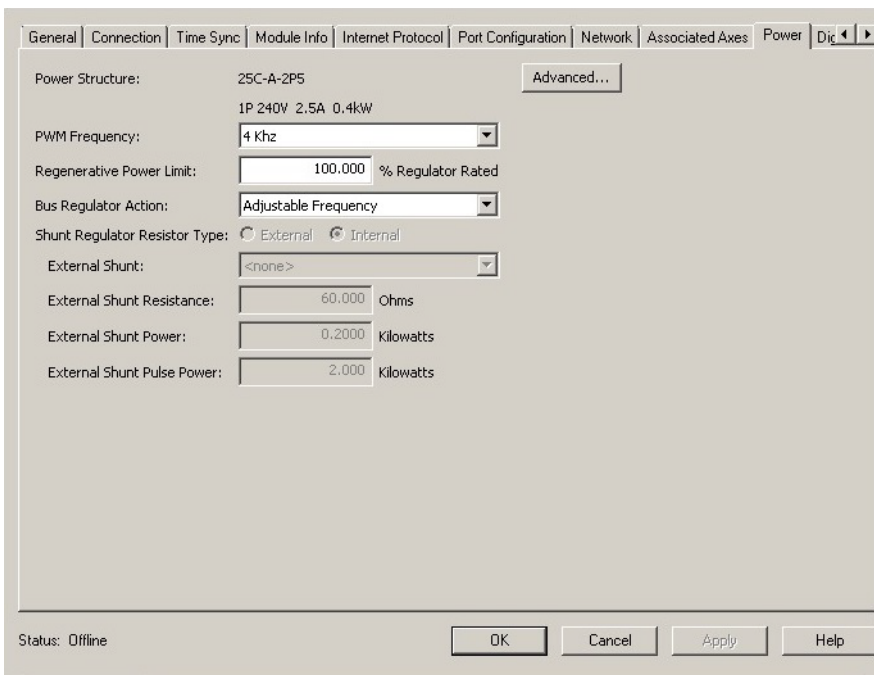 General Connection Time Sync Module Info Internet Protocol Port Configuration Network Associated Axes Power
Power Structure: 25C-A-2P5 Advanced...
1P 240V 2.5A 0.4kW
PWM Frequency: 4 Khz
Regenerative Power Limit: 100.000 % Regulator Rated
Bus Regulator Action: Adjustable Frequency
Shunt Regulator Resistor Type: External Internal
External Shunt: <none>
External Shunt Resistance: 60.000 Ohms
External Shunt Power: 0.2000 Kilowatts
External Shunt Pulse Power: 2.000 Kilowatts
Status: Offline OK Cancel Apply Help